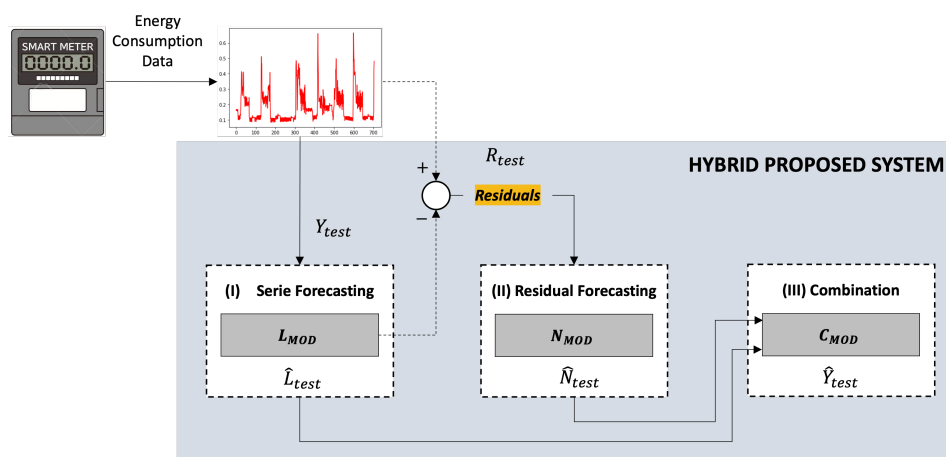 Energy
Consumption
Data
SMART METER
0000.0
0.6
0.5
0.4
0.3
0.2
0.1
0 100 200 300 400 500 600 700
HYBRID PROPOSED SYSTEM
R_test
+
Residuals
−
Y_test
(I) Serie Forecasting
L_MOD
L̂_test
(II) Residual Forecasting
N_MOD
N̂_test
(III) Combination
C_MOD
Ŷ_test